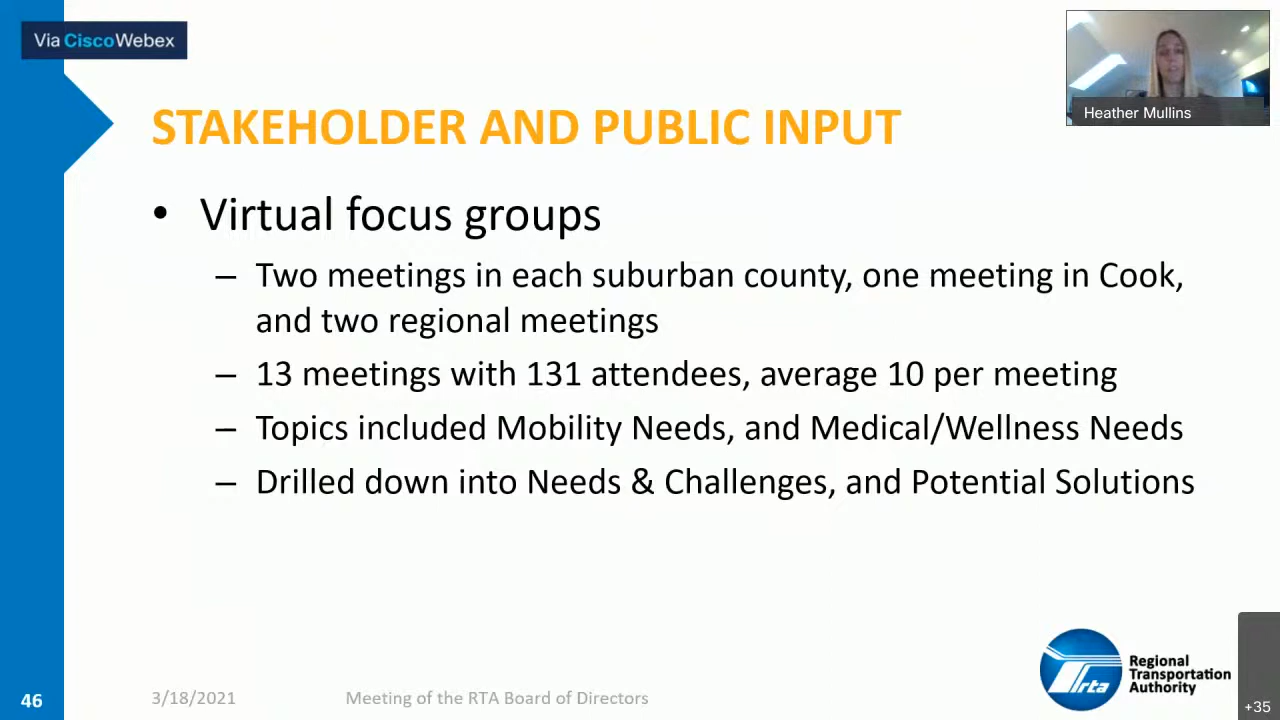 Via CiscoWebex
Heather Mullins
STAKEHOLDER AND PUBLIC INPUT
• Virtual focus groups
– Two meetings in each suburban county, one meeting in Cook,
and two regional meetings
– 13 meetings with 131 attendees, average 10 per meeting
– Topics included Mobility Needs, and Medical/Wellness Needs
– Drilled down into Needs & Challenges, and Potential Solutions
rta
Regional
Transportation
Authority
46
3/18/2021
Meeting of the RTA Board of Directors
+35